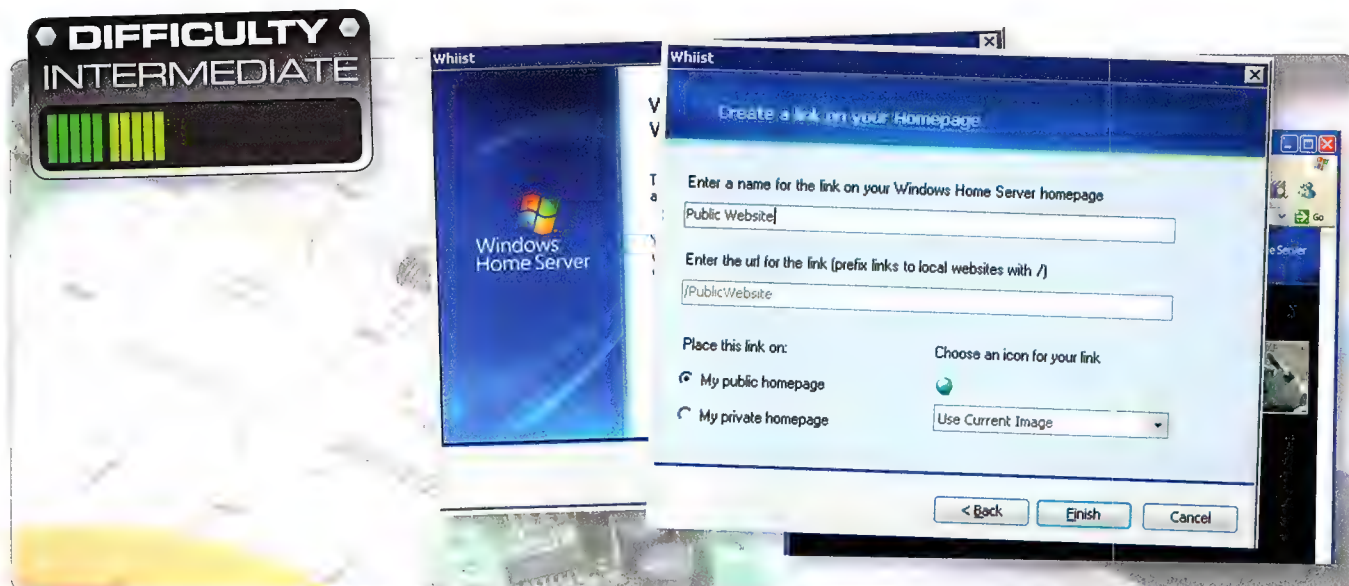 DIFFICULTY
INTERMEDIATE
Whiist
Windows
Home Server
Whiist
Create a link on your Homepage
Enter a name for the link on your Windows Home Server homepage
Public Website
Enter the url for the link (prefix links to local websites with /)
/PublicWebsite
Place this link on:
My public homepage
My private homepage
Choose an icon for your link
Use Current Image
< Back
Finish
Cancel
Go
e Server